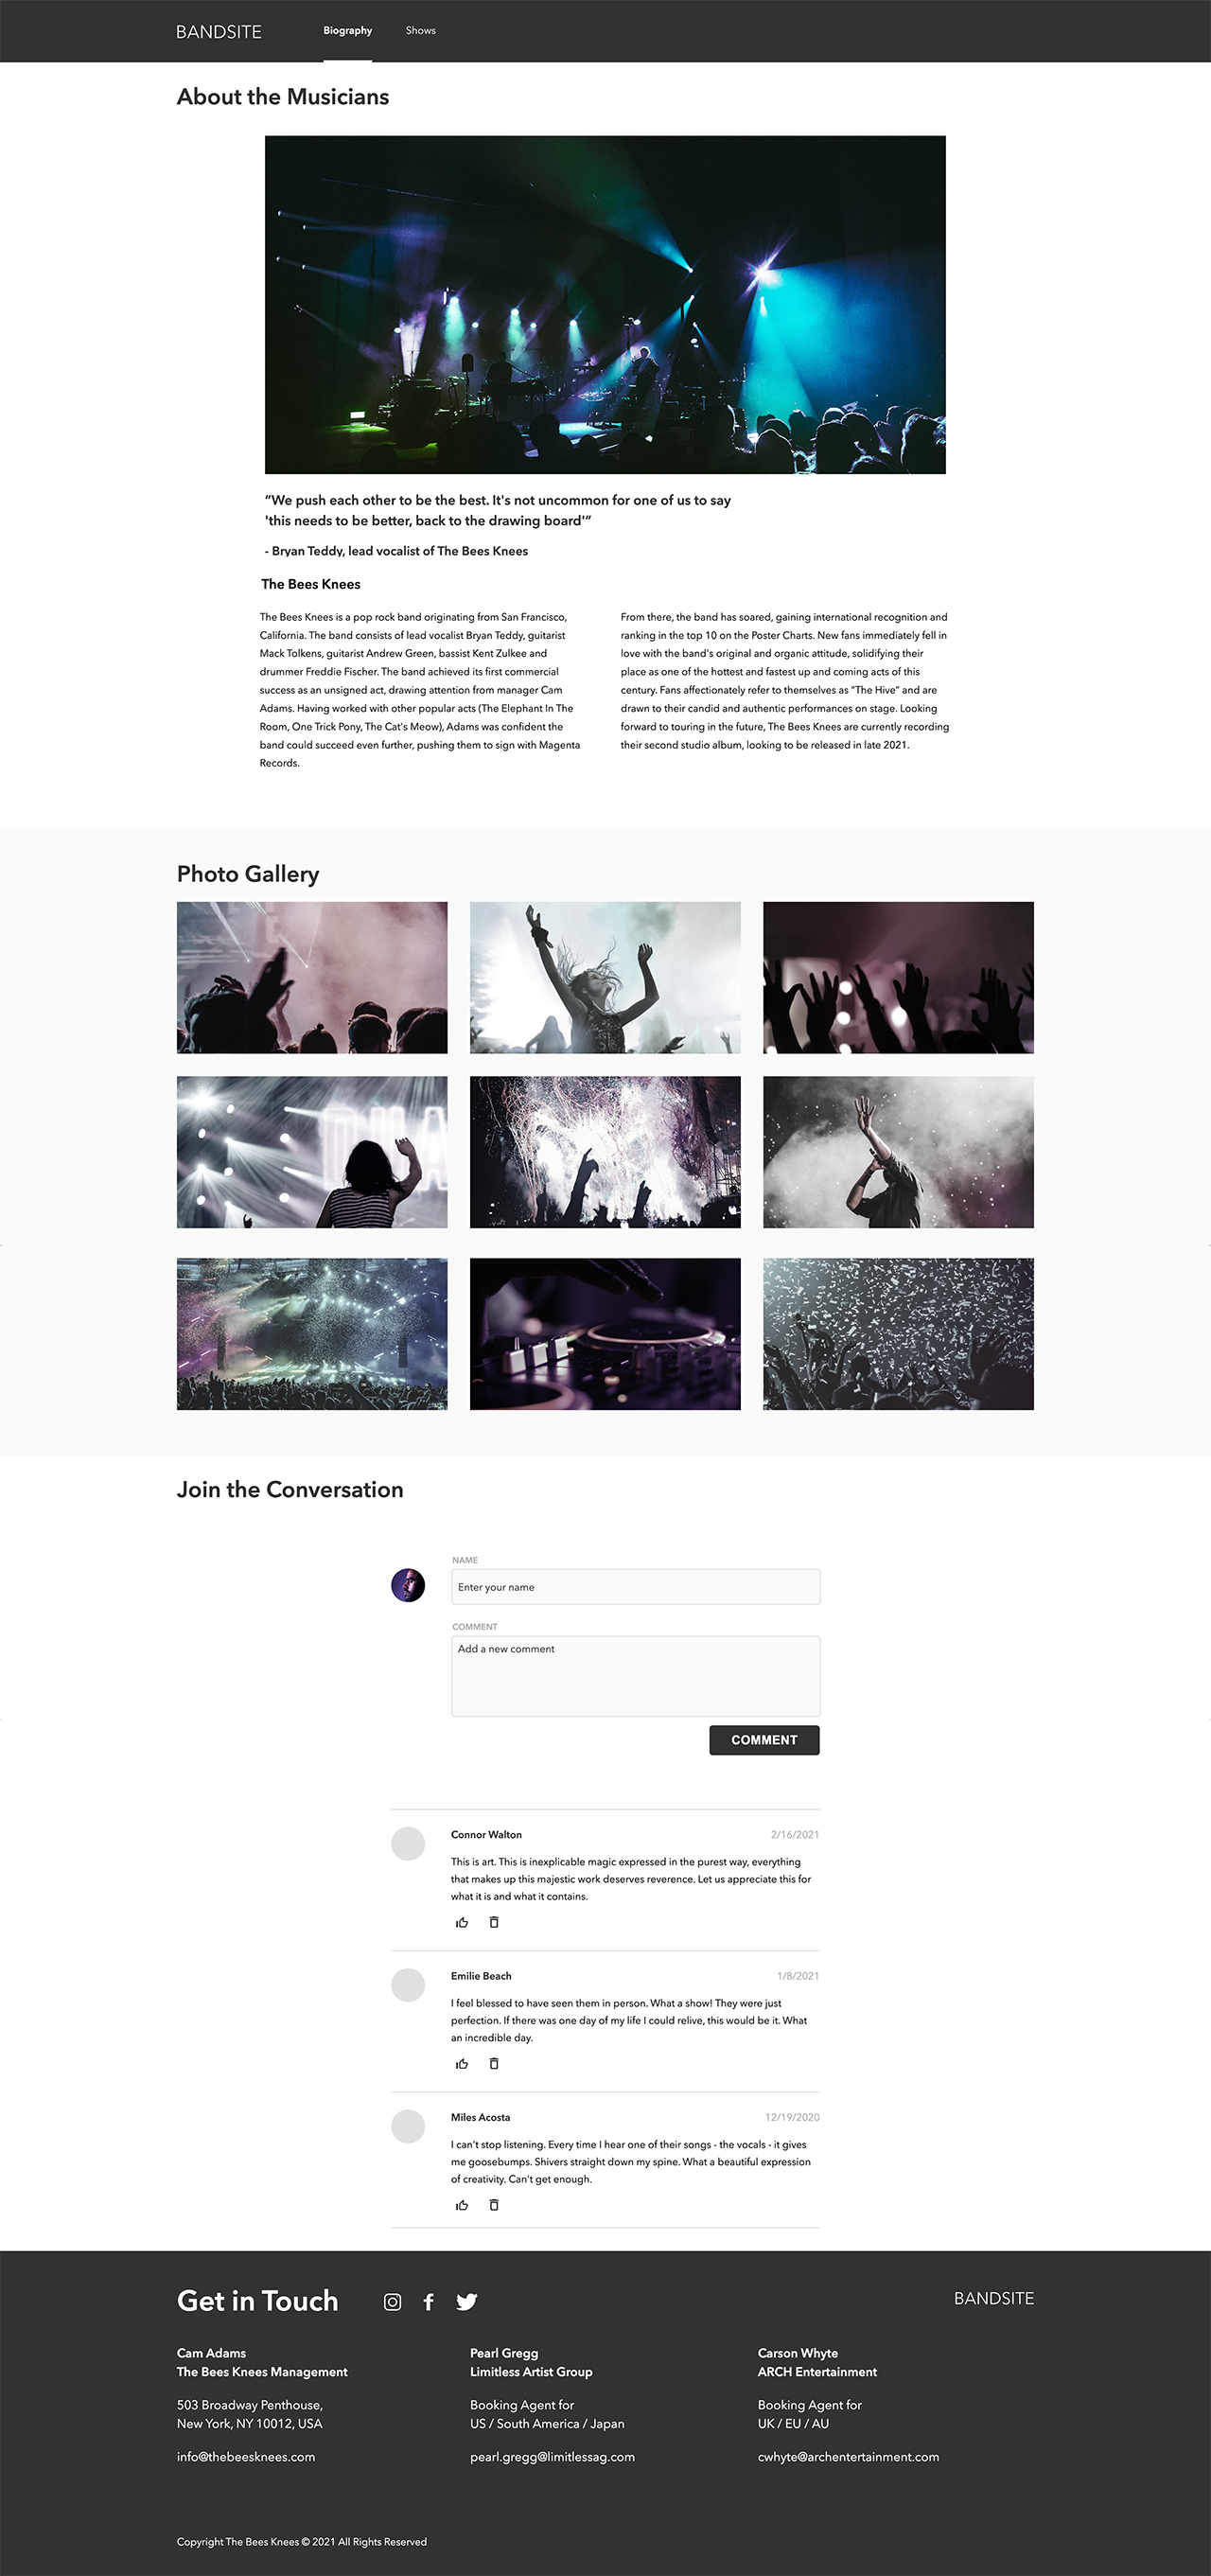 BANDSITE
Biography
Shows
About the Musicians
“We push each other to be the best. It's not uncommon for one of us to say
'this needs to be better, back to the drawing board'”
- Bryan Teddy, lead vocalist of The Bees Knees
The Bees Knees
The Bees Knees is a pop rock band originating from San Francisco,
California. The band consists of lead vocalist Bryan Teddy, guitarist
Mack Tolkens, guitarist Andrew Green, bassist Kent Zulkee and
drummer Freddie Fischer. The band achieved its first commercial
success as an unsigned act, drawing attention from manager Cam
Adams. Having worked with other popular acts (The Elephant In The
Room, One Trick Pony, The Cat's Meow), Adams was confident the
band could succeed even further, pushing them to sign with Magenta
Records.
From there, the band has soared, gaining international recognition and
ranking in the top 10 on the Poster Charts. New fans immediately fell in
love with the band's original and organic attitude, solidifying their
place as one of the hottest and fastest up and coming acts of this
century. Fans affectionately refer to themselves as “The Hive” and are
drawn to their candid and authentic performances on stage. Looking
forward to touring in the future, The Bees Knees are currently recording
their second studio album, looking to be released in late 2021.
Photo Gallery
Join the Conversation
NAME
Enter your name
COMMENT
Add a new comment
COMMENT
Connor Walton
2/16/2021
This is art. This is inexplicable magic expressed in the purest way, everything
that makes up this majestic work deserves reverence. Let us appreciate this for
what it is and what it contains.
Emilie Beach
1/8/2021
I feel blessed to have seen them in person. What a show! They were just
perfection. If there was one day of my life I could relive, this would be it. What
an incredible day.
Miles Acosta
12/19/2020
I can't stop listening. Every time I hear one of their songs - the vocals - it gives
me goosebumps. Shivers straight down my spine. What a beautiful expression
of creativity. Can't get enough.
Get in Touch
BANDSITE
Cam Adams
The Bees Knees Management
503 Broadway Penthouse,
New York, NY 10012, USA
info@thebeesknees.com
Pearl Gregg
Limitless Artist Group
Booking Agent for
US / South America / Japan
pearl.gregg@limitlessag.com
Carson Whyte
ARCH Entertainment
Booking Agent for
UK / EU / AU
cwhyte@archentertainment.com
Copyright The Bees Knees © 2021 All Rights Reserved